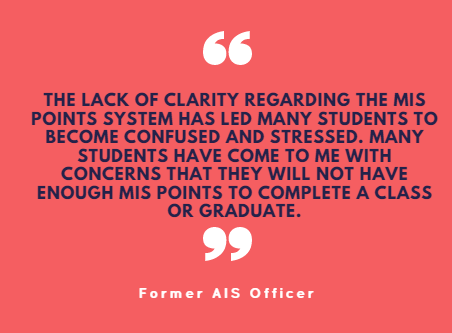 “
THE LACK OF CLARITY REGARDING THE MIS
POINTS SYSTEM HAS LED MANY STUDENTS TO
BECOME CONFUSED AND STRESSED. MANY
STUDENTS HAVE COME TO ME WITH
CONCERNS THAT THEY WILL NOT HAVE
ENOUGH MIS POINTS TO COMPLETE A CLASS
OR GRADUATE.
”
Former AIS Officer